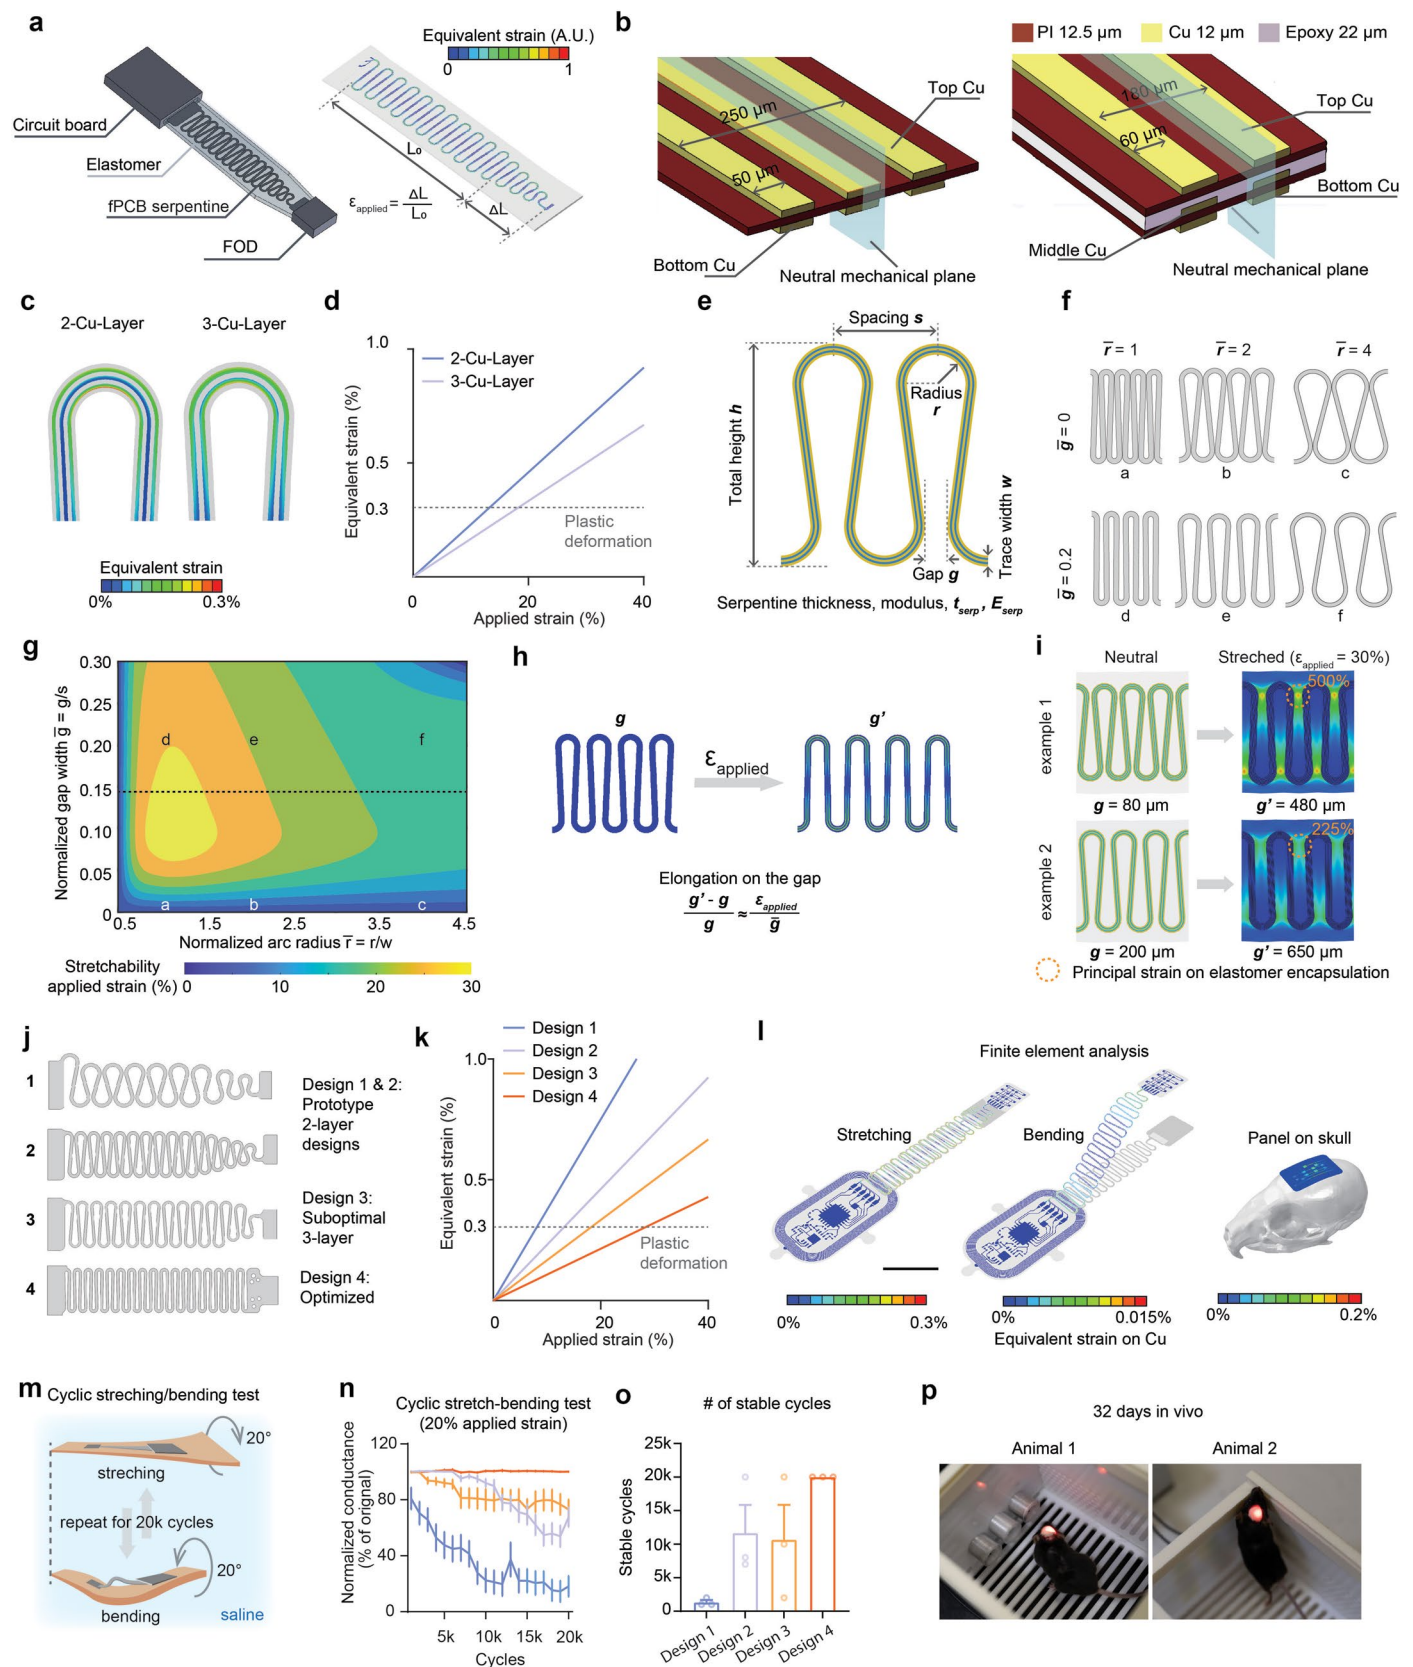 a
Equivalent strain (A.U.)
0 1
Circuit board
Elastomer
fPCB serpentine
FOD
L₀
ΔL
ε applied = ΔL / L₀
b
PI 12.5 µm Cu 12 µm Epoxy 22 µm
250 µm
50 µm
Top Cu
Bottom Cu
Neutral mechanical plane
180 µm
60 µm
Top Cu
Bottom Cu
Middle Cu
Neutral mechanical plane
c
2-Cu-Layer 3-Cu-Layer
Equivalent strain
0% 0.3%
d
2-Cu-Layer
3-Cu-Layer
1.0
0.5
0.3
Plastic
deformation
0 20 40
Equivalent strain (%)
Applied strain (%)
e
Spacing s
Radius
r
Total height h
Gap g
Trace width w
Serpentine thickness, modulus, t serp, E serp
f
r̅ = 1 r̅ = 2 r̅ = 4
g̅ = 0
a b c
g̅ = 0.2
d e f
g
Normalized gap width g̅ = g/s
0.30
0.25
0.20
0.15
0.10
0.05
0
d e f
a b c
0.5 1.5 2.5 3.5 4.5
Normalized arc radius r̅ = r/w
Stretchability
applied strain (%)
0 10 20 30
h
g g'
ε applied
Elongation on the gap
g' - g / g ≈ ε applied / g̅
i
Neutral Streched (ε applied = 30%)
example 1
500%
g = 80 µm g' = 480 µm
example 2
225%
g = 200 µm g' = 650 µm
Principal strain on elastomer encapsulation
j
1
2
3
4
Design 1 & 2:
Prototype
2-layer
designs
Design 3:
Suboptimal
3-layer
Design 4:
Optimized
k
Design 1
Design 2
Design 3
Design 4
1.0
0.5
0.3
Plastic
deformation
0 20 40
Equivalent strain (%)
Applied strain (%)
l
Finite element analysis
Stretching Bending Panel on skull
0% 0.3%
0% 0.015%
0% 0.2%
Equivalent strain on Cu
m
Cyclic streching/bending test
20°
streching
repeat for 20k cycles
20°
bending
saline
n
Cyclic stretch-bending test
(20% applied strain)
Normalized conductance
(% of orignal)
120
80
40
0
5k 10k 15k 20k
Cycles
o
# of stable cycles
Stable cycles
25k
20k
15k
10k
5k
0
Design 1 Design 2 Design 3 Design 4
p
32 days in vivo
Animal 1 Animal 2